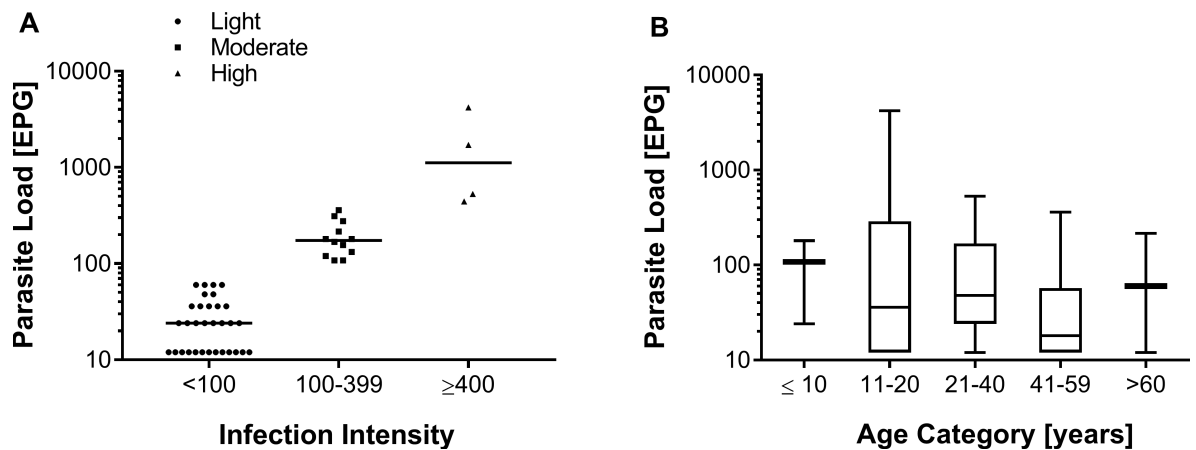 A
Light
Moderate
High
Parasite Load [EPG]
10000
1000
100
10
<100
100-399
≥400
Infection Intensity
B
Parasite Load [EPG]
10000
1000
100
10
≤ 10
11-20
21-40
41-59
>60
Age Category [years]